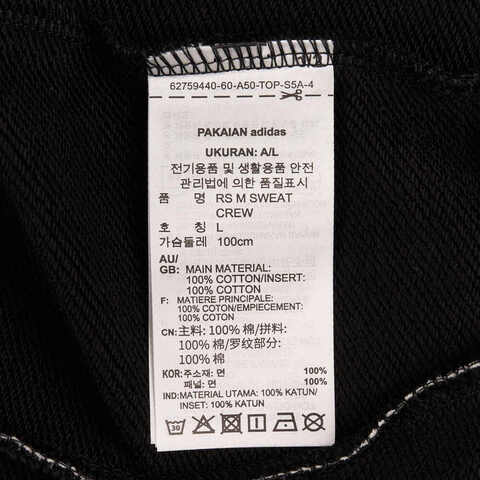 62759440-60-A50-TOP-S5A-4
PAKAIAN adidas
UKURAN: A/L
전기용품 및 생활용품 안전
관리법에 의한 품질표시
품 명 RS M SWEAT
CREW
호 칭 L
가슴둘레 100cm
AU/
GB: MAIN MATERIAL:
100% COTTON/INSERT:
100% COTTON
F: MATIERE PRINCIPALE:
100% COTON/EMPIECEMENT:
100% COTON
CN: 主料: 100% 棉/拼料:
100% 棉/罗纹部分:
100% 棉
KOR: 주소재: 면 100%
패널: 면 100%
IND: MATERIAL UTAMA: 100% KATUN/
INSET: 100% KATUN
30